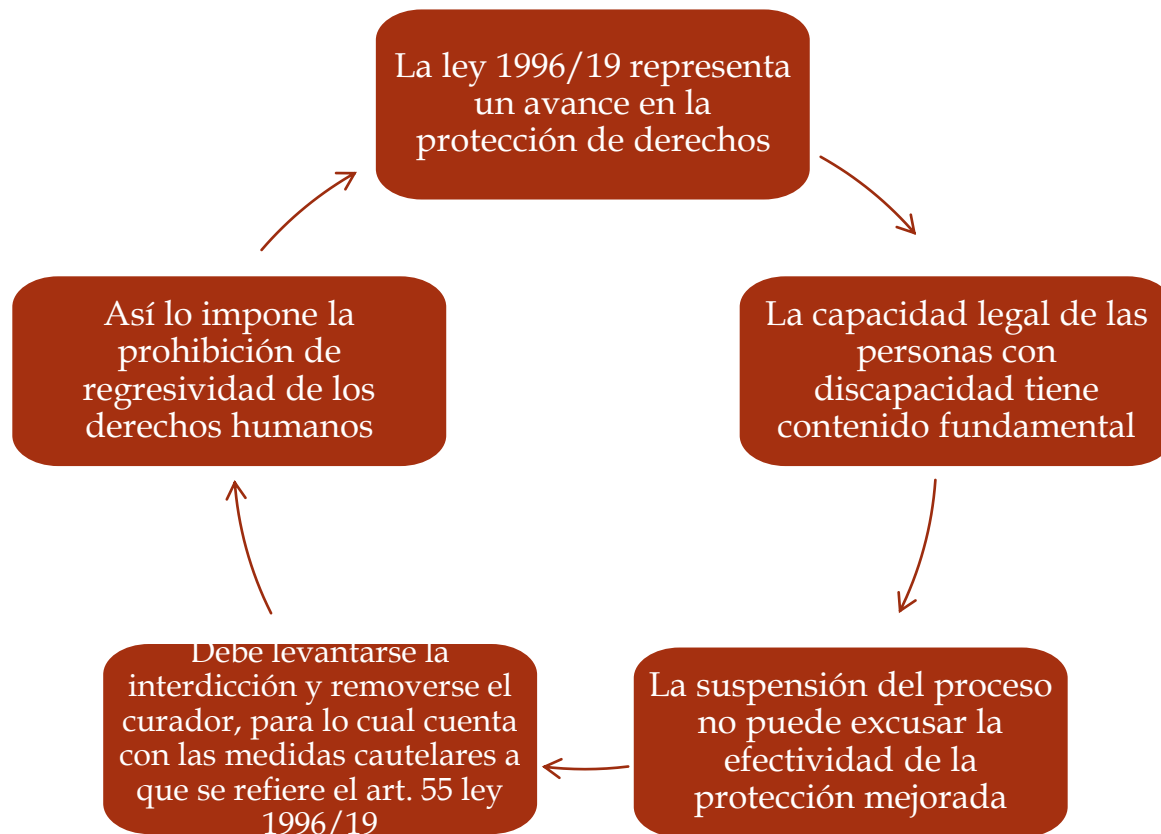 La ley 1996/19 representa
un avance en la
protección de derechos
La capacidad legal de las
personas con
discapacidad tiene
contenido fundamental
La suspensión del proceso
no puede excusar la
efectividad de la
protección mejorada
Debe levantarse la
interdicción y removerse el
curador, para lo cual cuenta
con las medidas cautelares a
que se refiere el art. 55 ley
1996/19
Así lo impone la
prohibición de
regresividad de los
derechos humanos